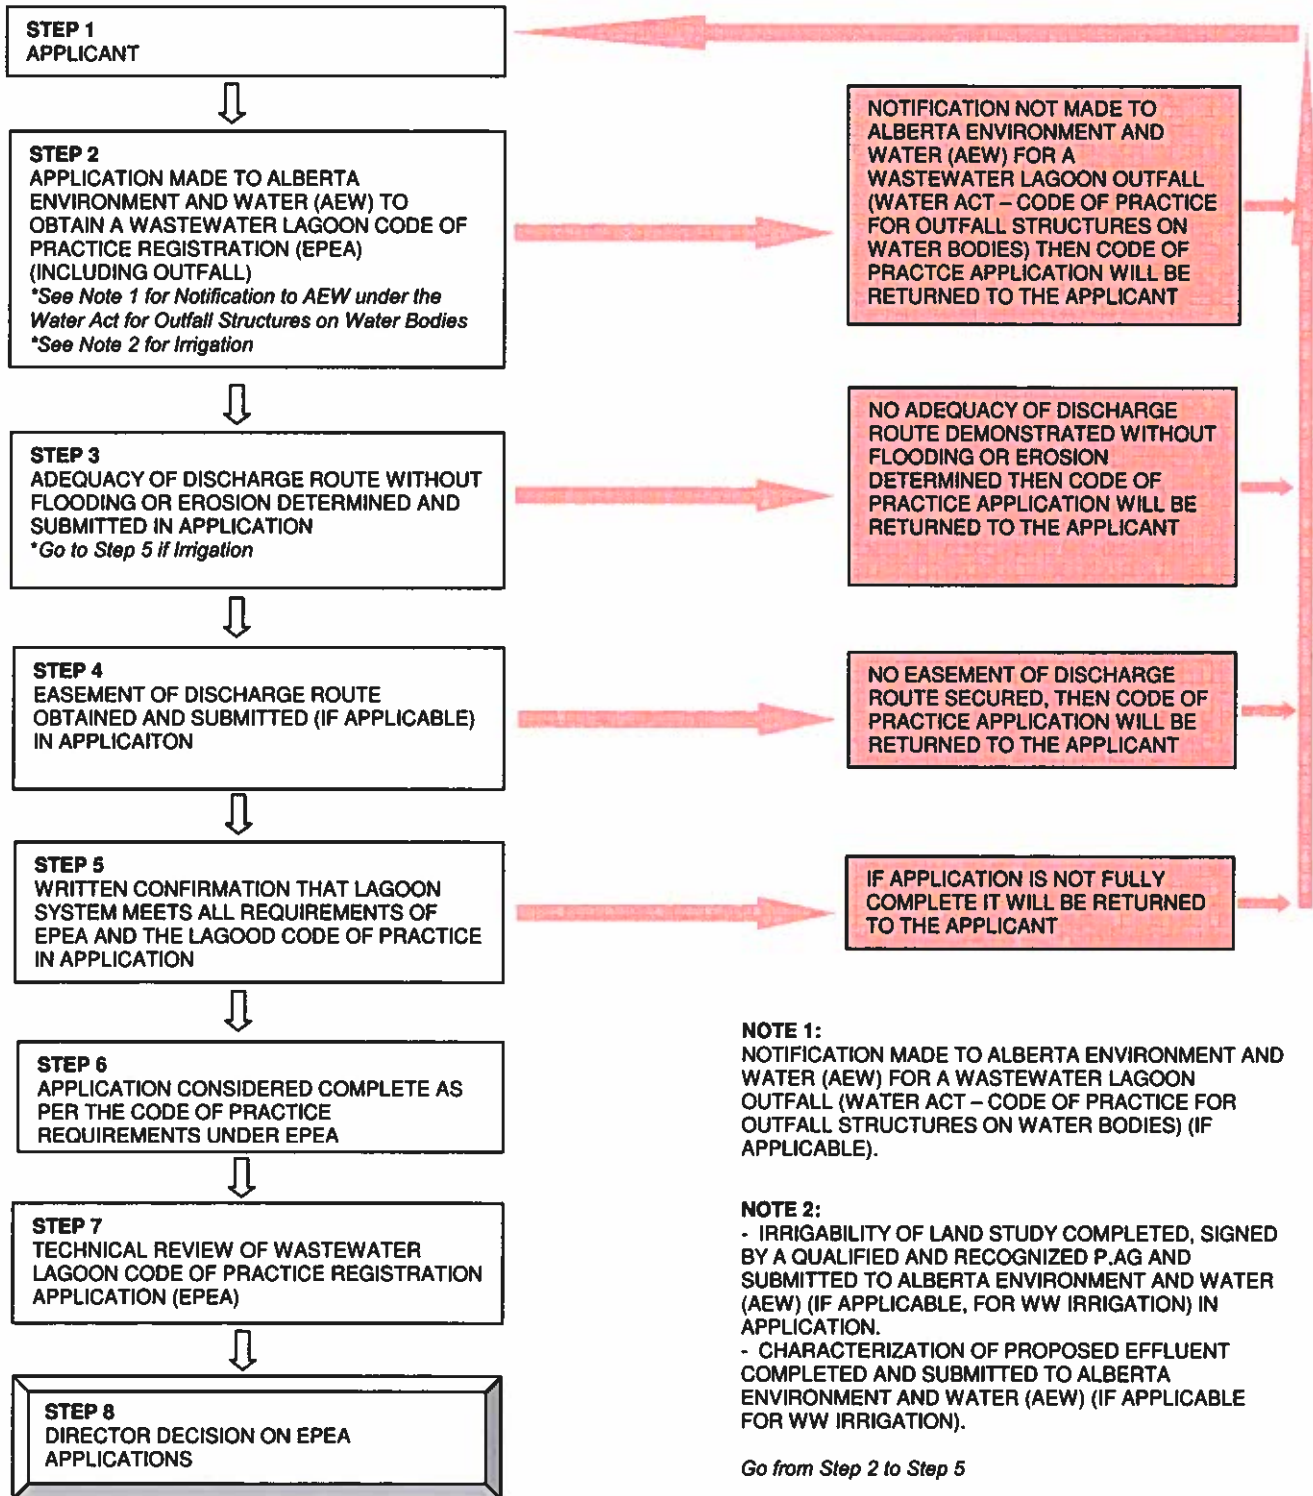 STEP 1
APPLICANT
STEP 2
APPLICATION MADE TO ALBERTA
ENVIRONMENT AND WATER (AEW) TO
OBTAIN A WASTEWATER LAGOON CODE OF
PRACTICE REGISTRATION (EPEA)
(INCLUDING OUTFALL)
*See Note 1 for Notification to AEW under the
Water Act for Outfall Structures on Water Bodies
*See Note 2 for Irrigation
NOTIFICATION NOT MADE TO
ALBERTA ENVIRONMENT AND
WATER (AEW) FOR A
WASTEWATER LAGOON OUTFALL
(WATER ACT – CODE OF PRACTICE
FOR OUTFALL STRUCTURES ON
WATER BODIES) THEN CODE OF
PRACTCE APPLICATION WILL BE
RETURNED TO THE APPLICANT
STEP 3
ADEQUACY OF DISCHARGE ROUTE WITHOUT
FLOODING OR EROSION DETERMINED AND
SUBMITTED IN APPLICATION
*Go to Step 5 if Irrigation
NO ADEQUACY OF DISCHARGE
ROUTE DEMONSTRATED WITHOUT
FLOODING OR EROSION
DETERMINED THEN CODE OF
PRACTICE APPLICATION WILL BE
RETURNED TO THE APPLICANT
STEP 4
EASEMENT OF DISCHARGE ROUTE
OBTAINED AND SUBMITTED (IF APPLICABLE)
IN APPLICAITON
NO EASEMENT OF DISCHARGE
ROUTE SECURED, THEN CODE OF
PRACTICE APPLICATION WILL BE
RETURNED TO THE APPLICANT
STEP 5
WRITTEN CONFIRMATION THAT LAGOON
SYSTEM MEETS ALL REQUIREMENTS OF
EPEA AND THE LAGOOD CODE OF PRACTICE
IN APPLICATION
IF APPLICATION IS NOT FULLY
COMPLETE IT WILL BE RETURNED
TO THE APPLICANT
STEP 6
APPLICATION CONSIDERED COMPLETE AS
PER THE CODE OF PRACTICE
REQUIREMENTS UNDER EPEA
STEP 7
TECHNICAL REVIEW OF WASTEWATER
LAGOON CODE OF PRACTICE REGISTRATION
APPLICATION (EPEA)
STEP 8
DIRECTOR DECISION ON EPEA
APPLICATIONS
NOTE 1:
NOTIFICATION MADE TO ALBERTA ENVIRONMENT AND
WATER (AEW) FOR A WASTEWATER LAGOON
OUTFALL (WATER ACT – CODE OF PRACTICE FOR
OUTFALL STRUCTURES ON WATER BODIES) (IF
APPLICABLE).
NOTE 2:
- IRRIGABILITY OF LAND STUDY COMPLETED, SIGNED
BY A QUALIFIED AND RECOGNIZED P.AG AND
SUBMITTED TO ALBERTA ENVIRONMENT AND WATER
(AEW) (IF APPLICABLE, FOR WW IRRIGATION) IN
APPLICATION.
- CHARACTERIZATION OF PROPOSED EFFLUENT
COMPLETED AND SUBMITTED TO ALBERTA
ENVIRONMENT AND WATER (AEW) (IF APPLICABLE
FOR WW IRRIGATION).
Go from Step 2 to Step 5